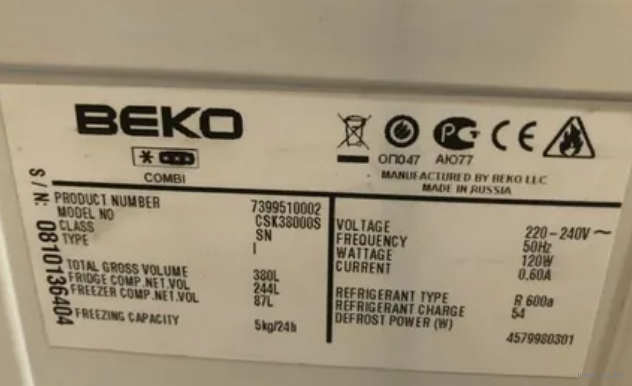 BEKO
COMBI
ОП047 АЮ77
MANUFACTURED BY BEKO LLC
MADE IN RUSSIA
S / N: 0810136404
PRODUCT NUMBER 7399510002
MODEL NO CSK38000S
CLASS SN
TYPE I
TOTAL GROSS VOLUME 380L
FRIDGE COMP.NET.VOL 244L
FREEZER COMP.NET.VOL 87L
FREEZING CAPACITY 5kg/24h
VOLTAGE 220-240V ~
FREQUENCY 50Hz
WATTAGE 120W
CURRENT 0.60A
REFRIGERANT TYPE R 600a
REFRIGERANT CHARGE 54
DEFROST POWER (W)
4579980301